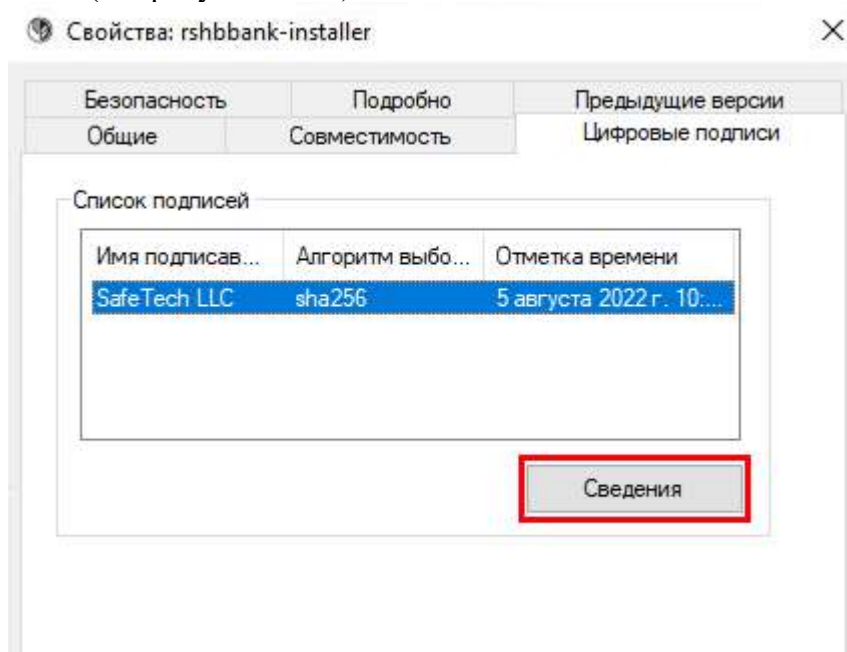 Свойства: rshbbank-installer
Безопасность Подробно Предыдущие версии
Общие Совместимость Цифровые подписи
Список подписей
Имя подписав... Алгоритм выбо... Отметка времени
SafeTech LLC sha256 5 августа 2022 г. 10:...
Сведения